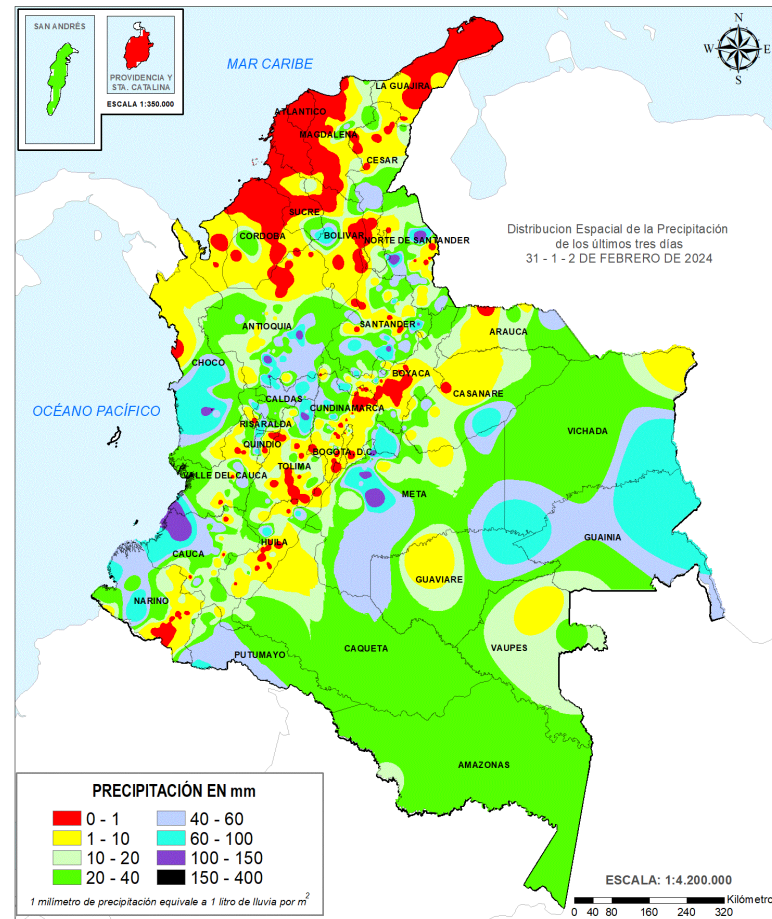 SAN ANDRÉS
PROVIDENCIA Y
STA. CATALINA
ESCALA 1:350.000
MAR CARIBE
N
W E
S
LA GUAJIRA
ATLANTICO
MAGDALENA
CESAR
SUCRE
CORDOBA
BOLIVAR
NORTE DE SANTANDER
Distribucion Espacial de la Precipitación
de los últimos tres días
31 - 1 - 2 DE FEBRERO DE 2024
ANTIOQUIA
SANTANDER
ARAUCA
CHOCO
BOYACA
CASANARE
CALDAS
CUNDINAMARCA
OCÉANO PACÍFICO
RISARALDA
VICHADA
QUINDIO
BOGOTA, D.C.
TOLIMA
VALLE DEL CAUCA
META
GUAINIA
CAUCA
HUILA
GUAVIARE
NARINO
CAQUETA
VAUPES
PUTUMAYO
AMAZONAS
PRECIPITACIÓN EN mm
0 - 1
40 - 60
1 - 10
60 - 100
10 - 20
100 - 150
20 - 40
150 - 400
1 milimetro de precipitación equivale a 1 litro de lluvia por m²
ESCALA: 1:4.200.000
Kilómetro
0 40 80 160 240 320